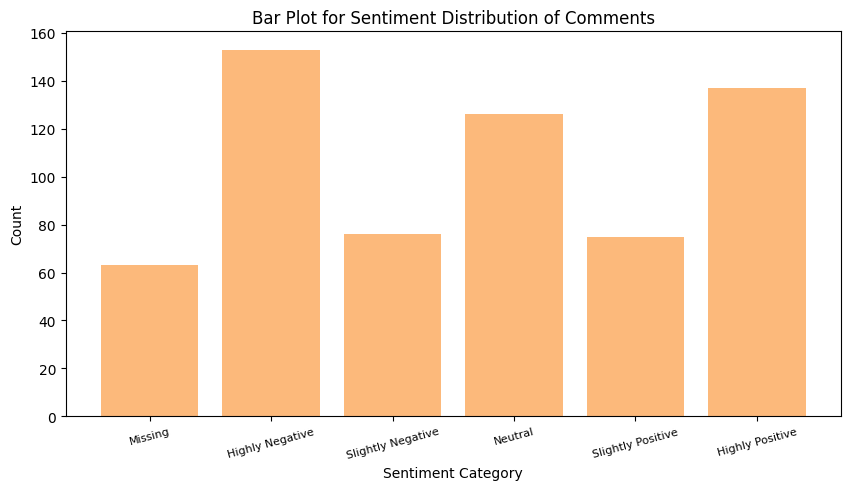 Bar Plot for Sentiment Distribution of Comments
160
140
120
100
80
60
40
20
0
Count
Missing
Highly Negative
Slightly Negative
Neutral
Slightly Positive
Highly Positive
Sentiment Category